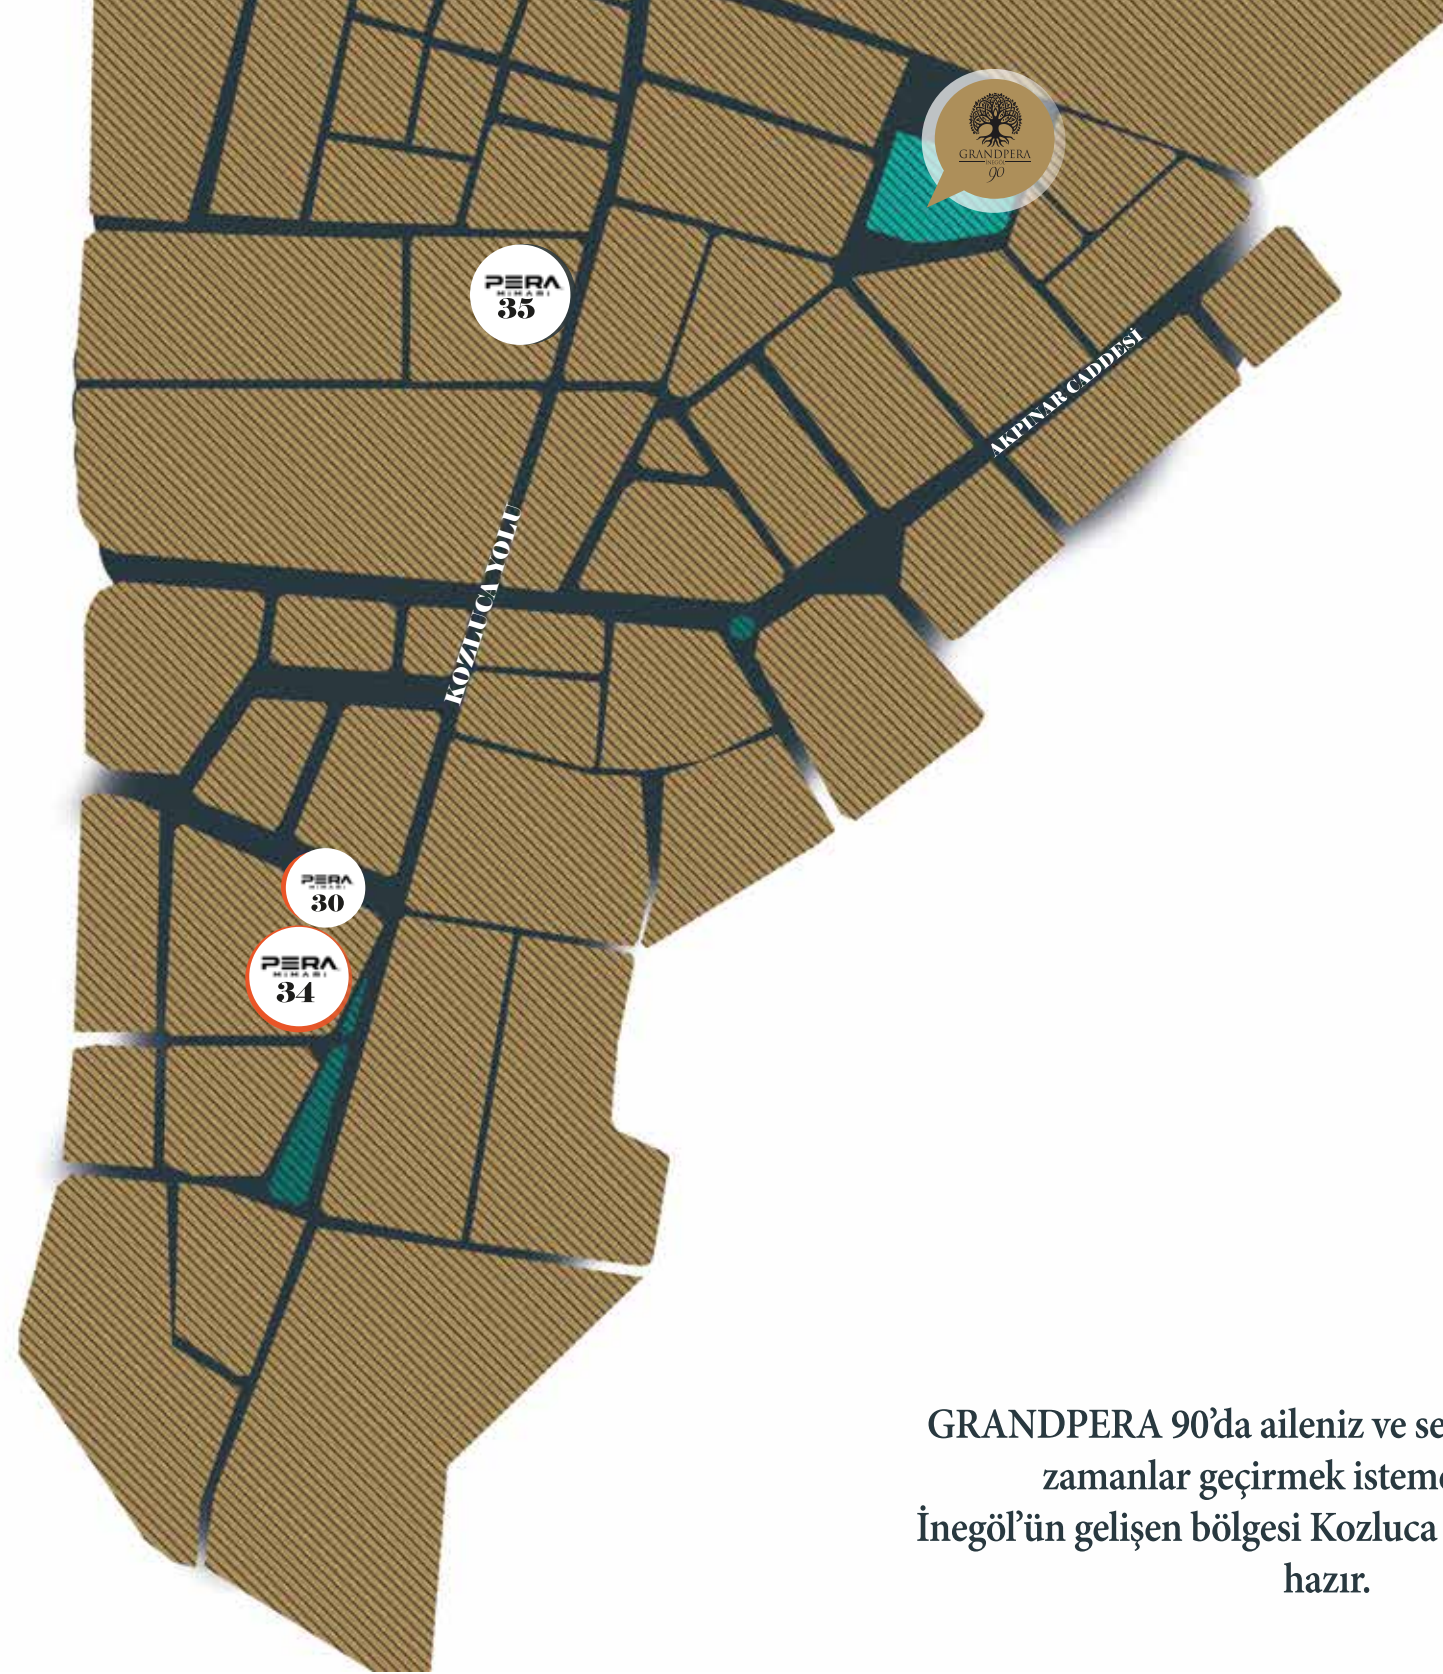 GRANDPERA
İNEGÖL
90
PERA
MİMARİ
35
AKPINAR CADDESİ
KOZLUCA YOLU
PERA
MİMARİ
30
PERA
MİMARİ
34
GRANDPERA 90’da aileniz ve se
zamanlar geçirmek isteme
İnegöl’ün gelişen bölgesi Kozluca
hazır.